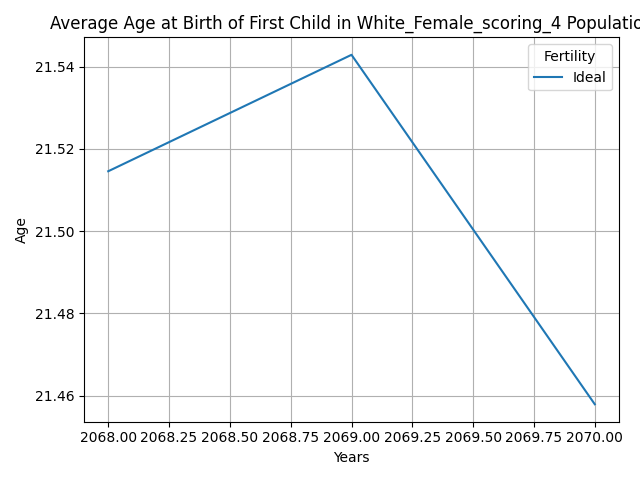 Average Age at Birth of First Child in White_Female_scoring_4 Populatio
Fertility
Ideal
21.54
21.52
21.50
21.48
21.46
Age
2068.00 2068.25 2068.50 2068.75 2069.00 2069.25 2069.50 2069.75 2070.00
Years